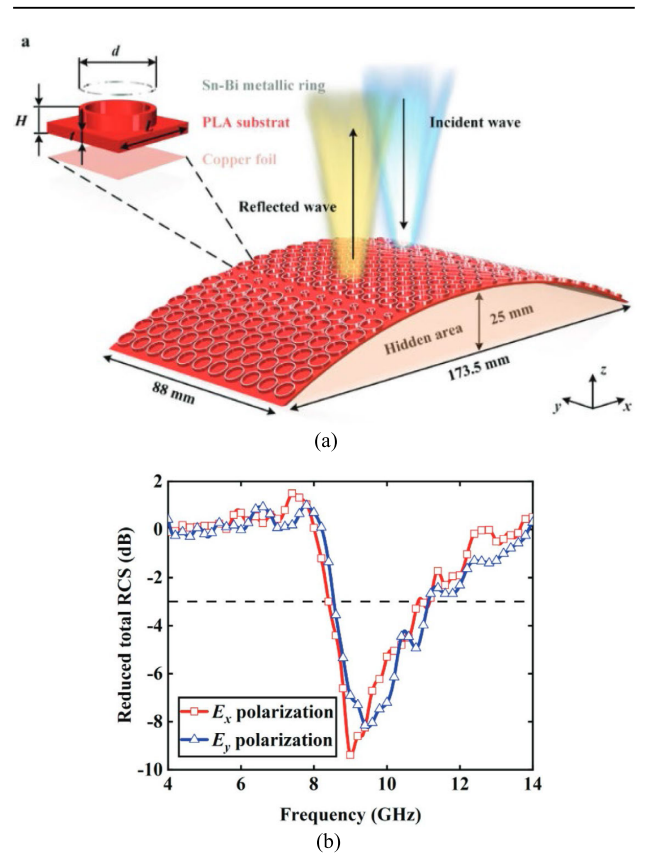 a
d
Sn-Bi metallic ring
H
PLA substrat
t
L
Copper foil
Incident wave
Reflected wave
Hidden area
25 mm
88 mm
173.5 mm
z
y
x
(a)
2
0
-2
-4
-6
-8
-10
Reduced total RCS (dB)
Ex polarization
Ey polarization
4
6
8
10
12
14
Frequency (GHz)
(b)